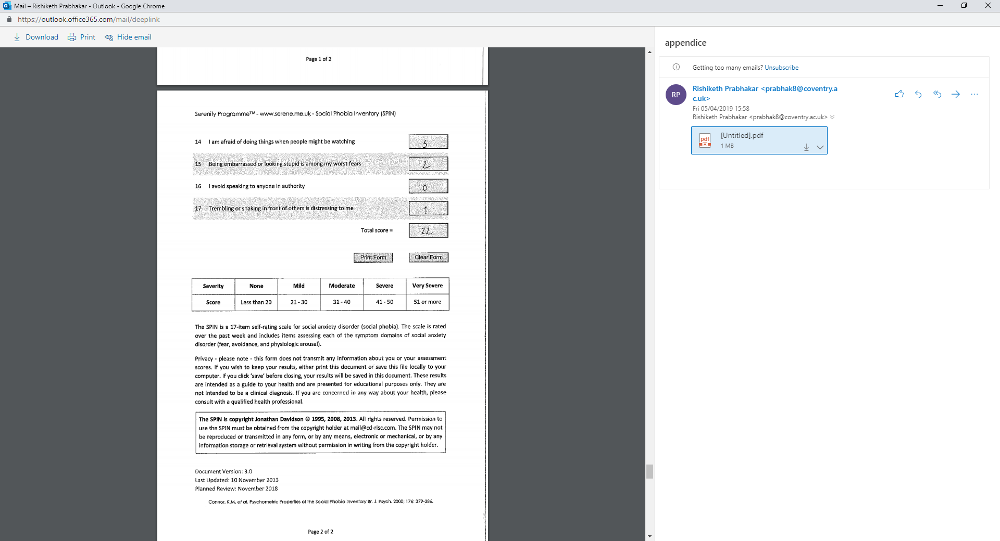 Mail – Rishiketh Prabhakar - Outlook - Google Chrome
https://outlook.office365.com/mail/deeplink
Download Print Hide email
Page 1 of 2
Serenity Programme™ - www.serene.me.uk - Social Phobia Inventory (SPIN)
14 I am afraid of doing things when people might be watching 3
15 Being embarrassed or looking stupid is among my worst fears 2
16 I avoid speaking to anyone in authority 0
17 Trembling or shaking in front of others is distressing to me 1
Total score = 22
Print Form Clear Form
Severity None Mild Moderate Severe Very Severe
Score Less than 20 21 - 30 31 - 40 41 - 50 51 or more
The SPIN is a 17-item self-rating scale for social anxiety disorder (social phobia). The scale is rated
over the past week and includes items assessing each of the symptom domains of social anxiety
disorder (fear, avoidance, and physiologic arousal).
Privacy - please note - this form does not transmit any information about you or your assessment
scores. If you wish to keep your results, either print this document or save this file locally to your
computer. If you click ‘save’ before closing, your results will be saved in this document. These results
are intended as a guide to your health and are presented for educational purposes only. They are
not intended to be a clinical diagnosis. If you are concerned in any way about your health, please
consult with a qualified health professional.
The SPIN is copyright Jonathan Davidson © 1995, 2008, 2013. All rights reserved. Permission to
use the SPIN must be obtained from the copyright holder at mail@cd-risc.com. The SPIN may not
be reproduced or transmitted in any form, or by any means, electronic or mechanical, or by any
information storage or retrieval system without permission in writing from the copyright holder.
Document Version: 3.0
Last Updated: 10 November 2013
Planned Review: November 2018
Connor, K.M. et al. Psychometric Properties of the Social Phobia Inventory Br. J. Psych. 2000; 176: 379-386.
Page 2 of 2
appendice
Getting too many emails? Unsubscribe
RP
Rishiketh Prabhakar <prabhak8@coventry.a
c.uk>
Fri 05/04/2019 15:58
Rishiketh Prabhakar <prabhak8@coventry.ac.uk>
pdf
[Untitled].pdf
1 MB